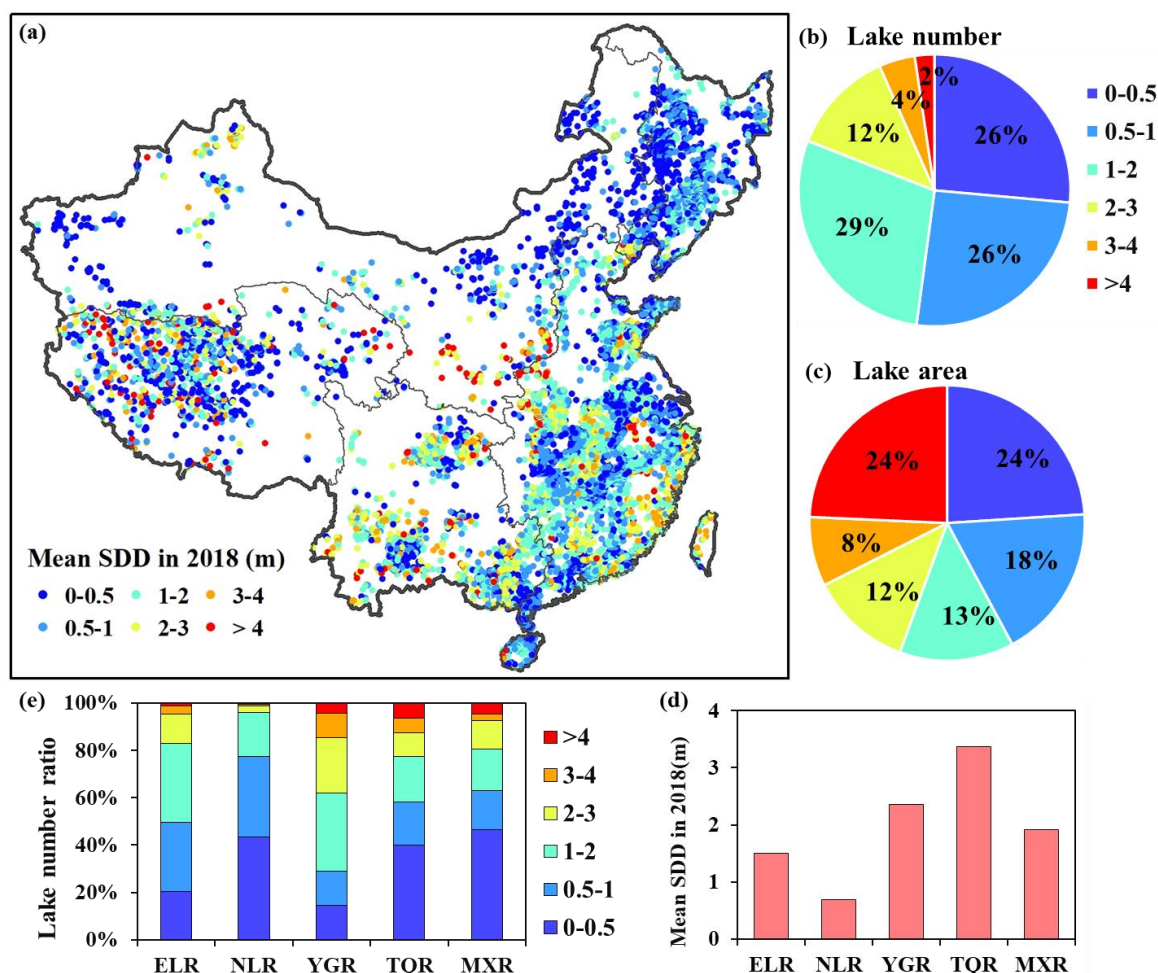 (a)
Mean SDD in 2018 (m)
0-0.5 1-2 3-4
0.5-1 2-3 > 4
(b) Lake number
2%
4%
12%
26%
29%
26%
0-0.5
0.5-1
1-2
2-3
3-4
>4
(c) Lake area
24% 24%
8%
18%
12%
13%
(e)
Lake number ratio
100%
80%
60%
40%
20%
0%
ELR NLR YGR TQR MXR
>4
3-4
2-3
1-2
0.5-1
0-0.5
(d)
Mean SDD in 2018(m)
4
3
2
1
0
ELR NLR YGR TQR MXR